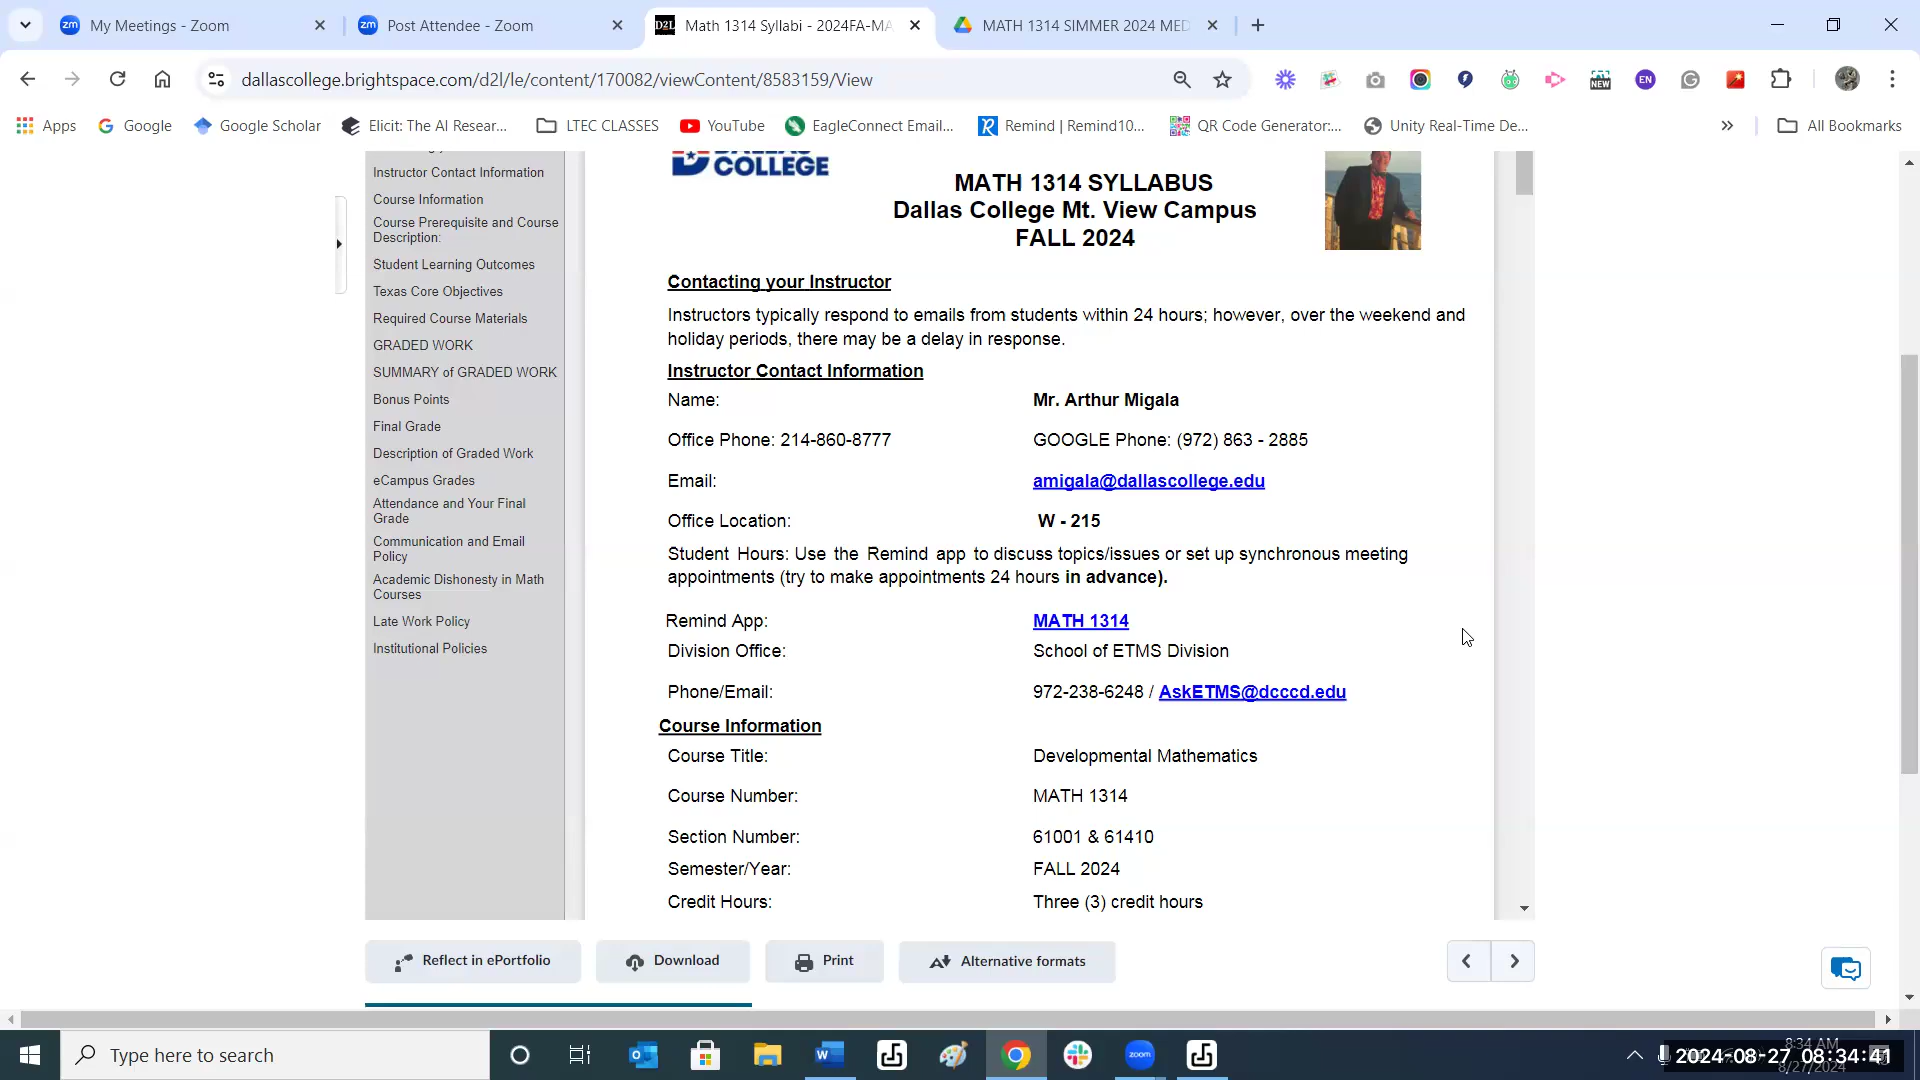 My Meetings - Zoom
Post Attendee - Zoom
D2L Math 1314 Syllabi - 2024FA-MA
MATH 1314 SIMMER 2024 MED
dallascollege.brightspace.com/d2l/le/content/170082/viewContent/8583159/View
Apps
Google
Google Scholar
Elicit: The AI Resear...
LTEC CLASSES
YouTube
EagleConnect Email...
Remind | Remind10...
QR Code Generator:...
Unity Real-Time De...
All Bookmarks
Instructor Contact Information
Course Information
Course Prerequisite and Course
Description:
Student Learning Outcomes
Texas Core Objectives
Required Course Materials
GRADED WORK
SUMMARY of GRADED WORK
Bonus Points
Final Grade
Description of Graded Work
eCampus Grades
Attendance and Your Final
Grade
Communication and Email
Policy
Academic Dishonesty in Math
Courses
Late Work Policy
Institutional Policies
DALLAS
COLLEGE
MATH 1314 SYLLABUS
Dallas College Mt. View Campus
FALL 2024
Contacting your Instructor
Instructors typically respond to emails from students within 24 hours; however, over the weekend and
holiday periods, there may be a delay in response.
Instructor Contact Information
Name: Mr. Arthur Migala
Office Phone: 214-860-8777 GOOGLE Phone: (972) 863 - 2885
Email: amigala@dallascollege.edu
Office Location: W - 215
Student Hours: Use the Remind app to discuss topics/issues or set up synchronous meeting
appointments (try to make appointments 24 hours in advance).
Remind App: MATH 1314
Division Office: School of ETMS Division
Phone/Email: 972-238-6248 / AskETMS@dcccd.edu
Course Information
Course Title: Developmental Mathematics
Course Number: MATH 1314
Section Number: 61001 & 61410
Semester/Year: FALL 2024
Credit Hours: Three (3) credit hours
Reflect in ePortfolio
Download
Print
Alternative formats
Type here to search
8:34 AM
2024-08-27 08:34:41
8/27/2024